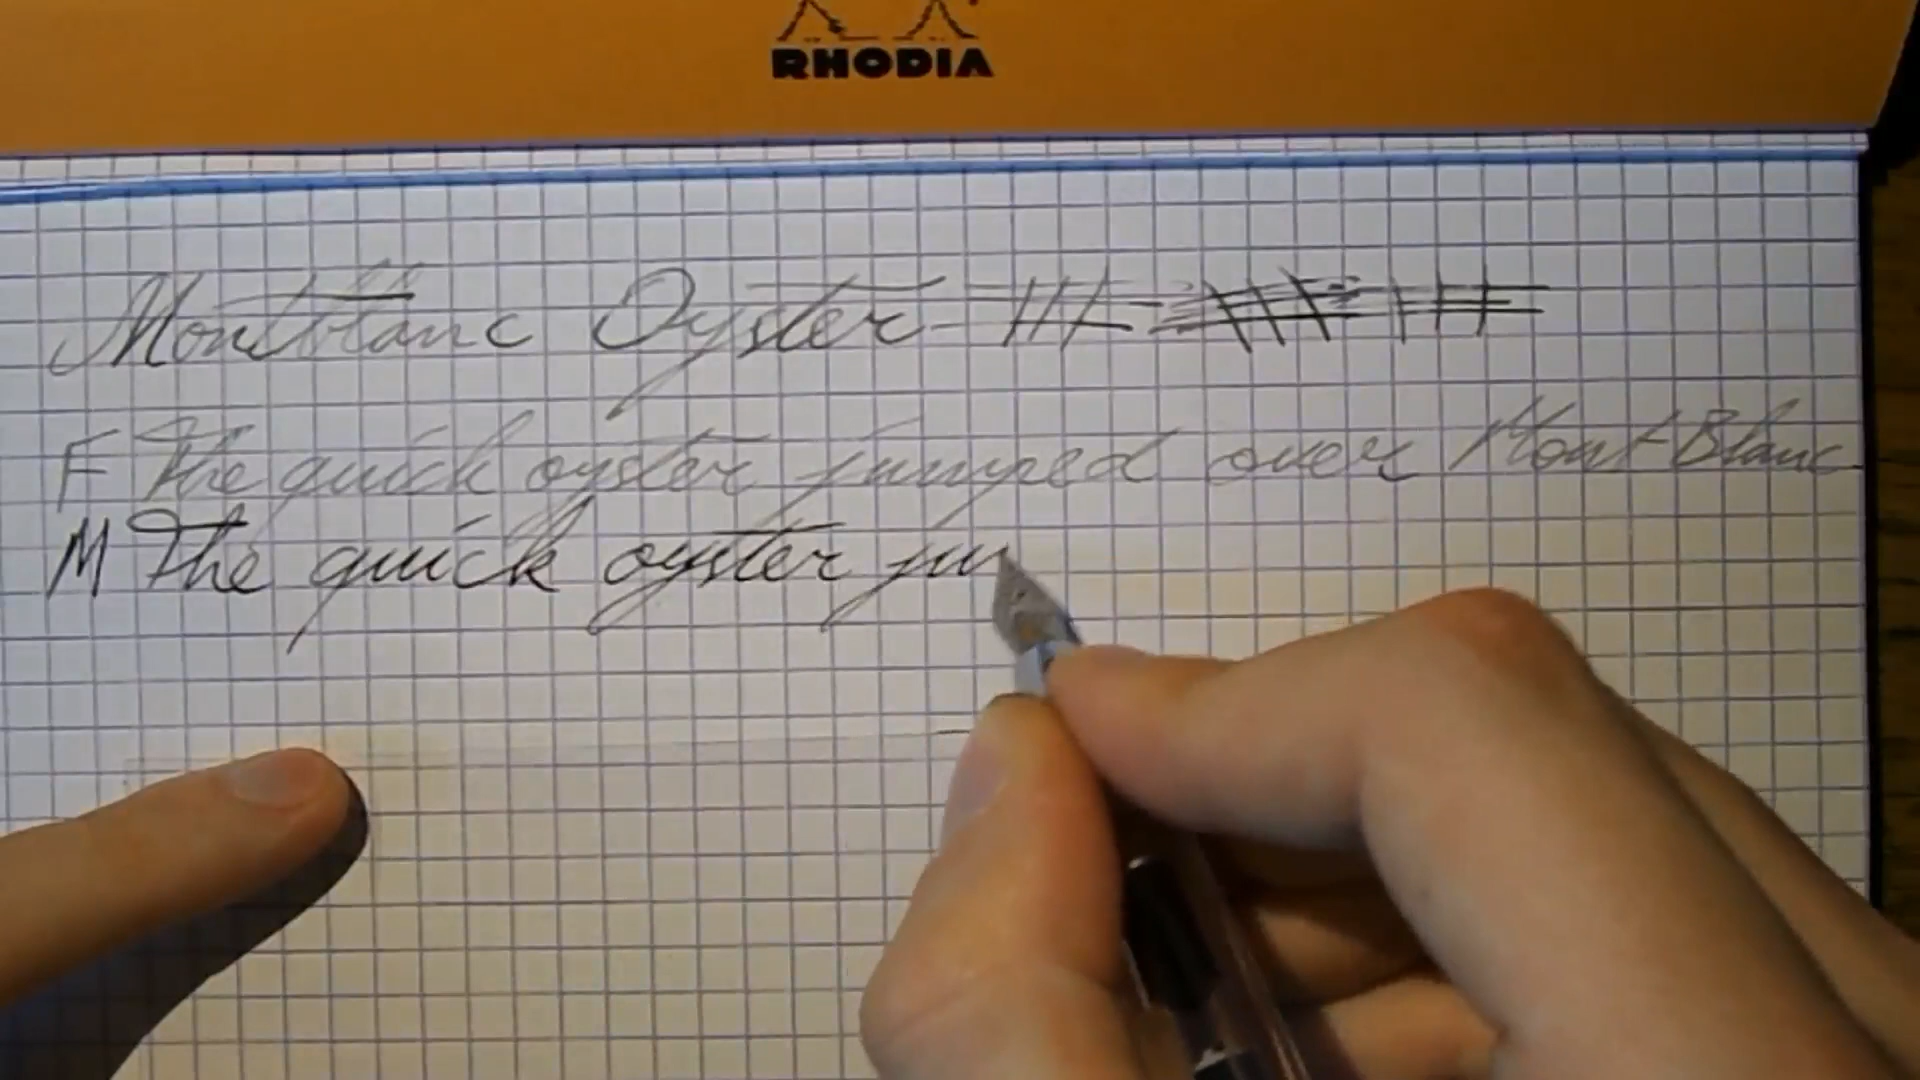 RHODIA
Montblanc Oyster
F The quick oyster jumped over Mont Blanc
M The quick oyster ju